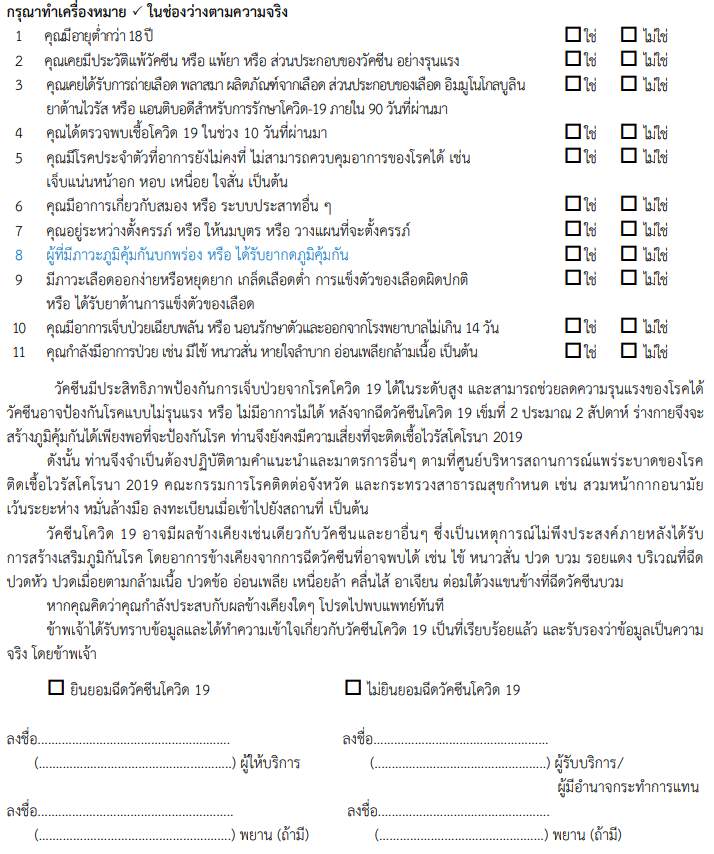 กรุณาทำเครื่องหมาย ✓ ในช่องว่างตามความจริง
1 คุณมีอายุต่ำกว่า 18 ปี ☐ ใช่ ☐ ไม่ใช่
2 คุณเคยมีประวัติแพ้วัคซีน หรือ แพ้ยา หรือ ส่วนประกอบของวัคซีน อย่างรุนแรง ☐ ใช่ ☐ ไม่ใช่
3 คุณเคยได้รับการถ่ายเลือด พลาสมา ผลิตภัณฑ์จากเลือด ส่วนประกอบของเลือด อิมมูโนโกลบูลิน ☐ ใช่ ☐ ไม่ใช่
ยาต้านไวรัส หรือ แอนติบอดีสำหรับการรักษาโควิด-19 ภายใน 90 วันที่ผ่านมา
4 คุณได้ตรวจพบเชื้อโควิด 19 ในช่วง 10 วันที่ผ่านมา ☐ ใช่ ☐ ไม่ใช่
5 คุณมีโรคประจำตัวที่อาการยังไม่คงที่ ไม่สามารถควบคุมอาการของโรคได้ เช่น ☐ ใช่ ☐ ไม่ใช่
เจ็บแน่นหน้าอก หอบ เหนื่อย ใจสั่น เป็นต้น
6 คุณมีอาการเกี่ยวกับสมอง หรือ ระบบประสาทอื่น ๆ ☐ ใช่ ☐ ไม่ใช่
7 คุณอยู่ระหว่างตั้งครรภ์ หรือ ให้นมบุตร หรือ วางแผนที่จะตั้งครรภ์ ☐ ใช่ ☐ ไม่ใช่
8 ผู้ที่มีภาวะภูมิคุ้มกันบกพร่อง หรือ ได้รับยากดภูมิคุ้มกัน ☐ ใช่ ☐ ไม่ใช่
9 มีภาวะเลือดออกง่ายหรือหยุดยาก เกล็ดเลือดต่ำ การแข็งตัวของเลือดผิดปกติ ☐ ใช่ ☐ ไม่ใช่
หรือ ได้รับยาต้านการแข็งตัวของเลือด
10 คุณมีอาการเจ็บป่วยเฉียบพลัน หรือ นอนรักษาตัวและออกจากโรงพยาบาลไม่เกิน 14 วัน ☐ ใช่ ☐ ไม่ใช่
11 คุณกำลังมีอาการป่วย เช่น มีไข้ หนาวสั่น หายใจลำบาก อ่อนเพลียกล้ามเนื้อ เป็นต้น ☐ ใช่ ☐ ไม่ใช่
วัคซีนมีประสิทธิภาพป้องกันการเจ็บป่วยจากโรคโควิด 19 ได้ในระดับสูง และสามารถช่วยลดความรุนแรงของโรคได้
วัคซีนอาจป้องกันโรคแบบไม่รุนแรง หรือ ไม่มีอาการไม่ได้ หลังจากฉีดวัคซีนโควิด 19 เข็มที่ 2 ประมาณ 2 สัปดาห์ ร่างกายจึงจะ
สร้างภูมิคุ้มกันได้เพียงพอที่จะป้องกันโรค ท่านจึงยังคงมีความเสี่ยงที่จะติดเชื้อไวรัสโคโรนา 2019
ดังนั้น ท่านจึงจำเป็นต้องปฏิบัติตามคำแนะนำและมาตรการอื่นๆ ตามที่ศูนย์บริหารสถานการณ์แพร่ระบาดของโรค
ติดเชื้อไวรัสโคโรนา 2019 คณะกรรมการโรคติดต่อจังหวัด และกระทรวงสาธารณสุขกำหนด เช่น สวมหน้ากากอนามัย
เว้นระยะห่าง หมั่นล้างมือ ลงทะเบียนเมื่อเข้าไปยังสถานที่ เป็นต้น
วัคซีนโควิด 19 อาจมีผลข้างเคียงเช่นเดียวกับวัคซีนและยาอื่นๆ ซึ่งเป็นเหตุการณ์ไม่พึงประสงค์ภายหลังได้รับ
การสร้างเสริมภูมิคุ้มกันโรค โดยอาการข้างเคียงจากการฉีดวัคซีนที่อาจพบได้ เช่น ไข้ หนาวสั่น ปวด บวม รอยแดง บริเวณที่ฉีด
ปวดหัว ปวดเมื่อยตามกล้ามเนื้อ ปวดข้อ อ่อนเพลีย เหนื่อยล้า คลื่นไส้ อาเจียน ต่อมใต้วงแขนข้างที่ฉีดวัคซีนบวม
หากคุณคิดว่าคุณกำลังประสบกับผลข้างเคียงใดๆ โปรดไปพบแพทย์ทันที
ข้าพเจ้าได้รับทราบข้อมูลและได้ทำความเข้าใจเกี่ยวกับวัคซีนโควิด 19 เป็นที่เรียบร้อยแล้ว และรับรองว่าข้อมูลเป็นความ
จริง โดยข้าพเจ้า
☐ ยินยอมฉีดวัคซีนโควิด 19 ☐ ไม่ยินยอมฉีดวัคซีนโควิด 19
ลงชื่อ.................................................. ลงชื่อ..................................................
(..................................................) ผู้ให้บริการ (..................................................) ผู้รับบริการ/
ผู้มีอำนาจกระทำการแทน
ลงชื่อ.................................................. ลงชื่อ..................................................
(..................................................) พยาน (ถ้ามี) (..................................................) พยาน (ถ้ามี)